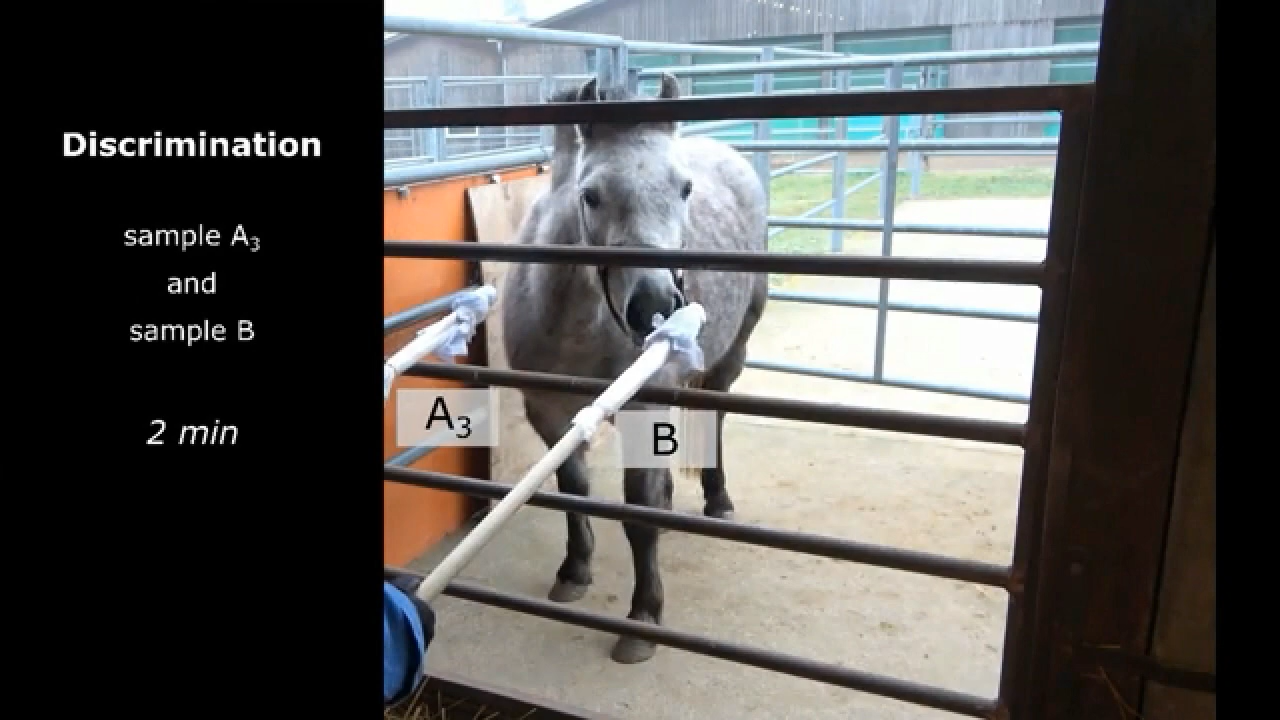 Discrimination
sample A₃
and
sample B
2 min
A₃
B